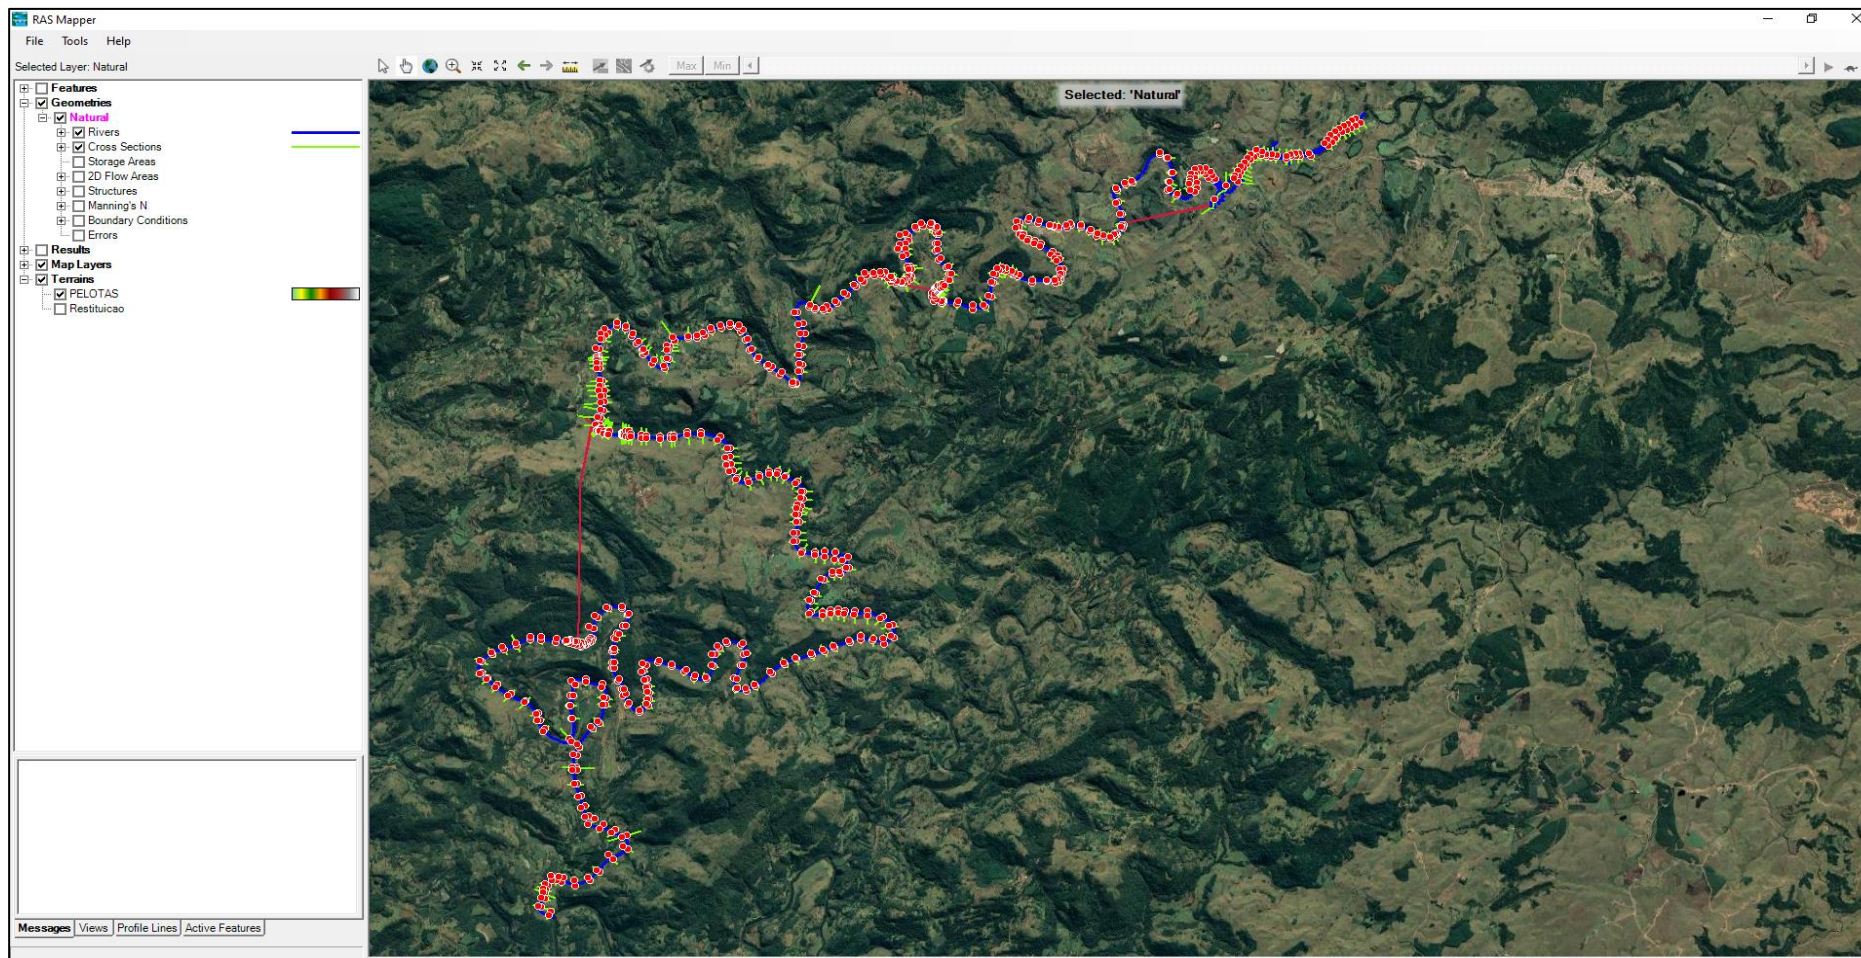 RAS Mapper
File Tools Help
Selected Layer: Natural
Max Min
Features
Geometries
Natural
Rivers
Cross Sections
Storage Areas
2D Flow Areas
Structures
Manning's N
Boundary Conditions
Errors
Results
Map Layers
Terrains
PELOTAS
Restituicao
Selected: 'Natural'
Messages Views Profile Lines Active Features